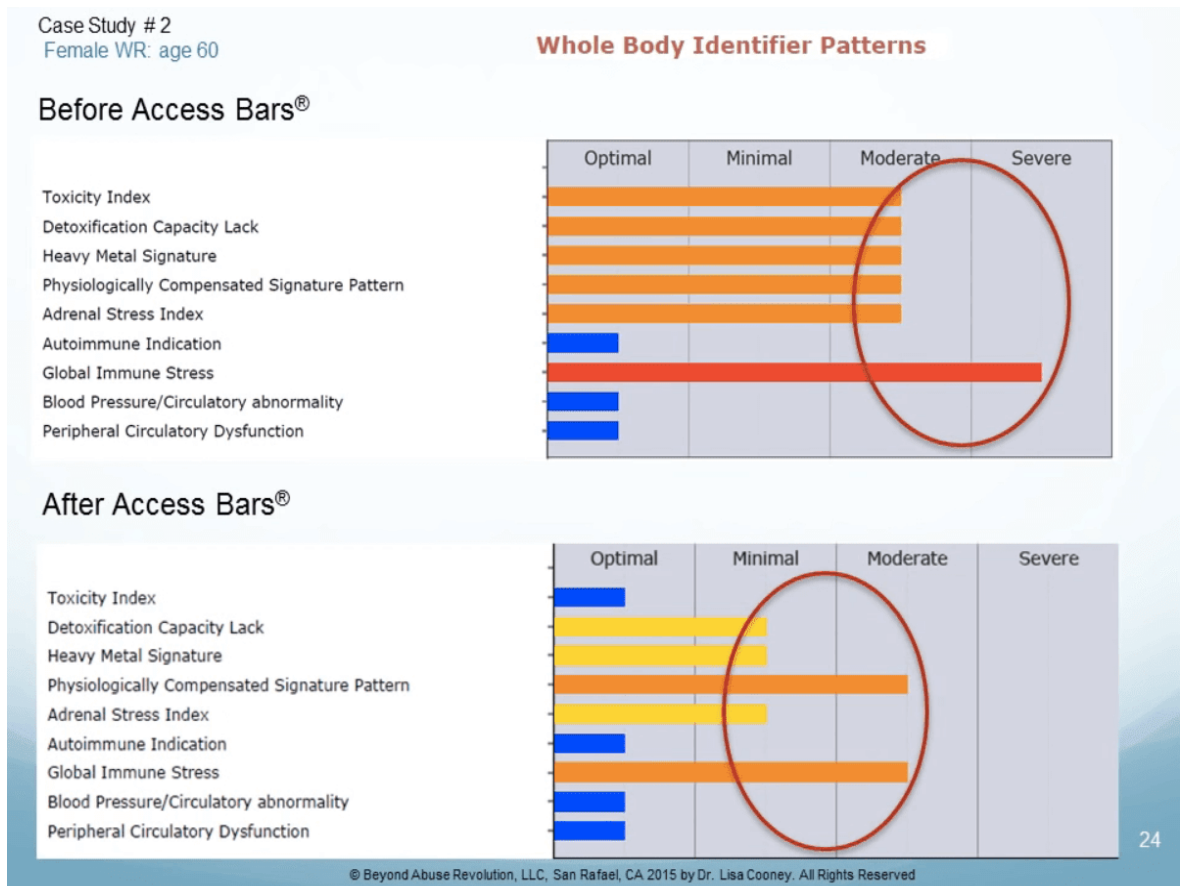 Case Study # 2
Female WR: age 60
Whole Body Identifier Patterns
Before Access Bars®
Optimal Minimal Moderate Severe
Toxicity Index
Detoxification Capacity Lack
Heavy Metal Signature
Physiologically Compensated Signature Pattern
Adrenal Stress Index
Autoimmune Indication
Global Immune Stress
Blood Pressure/Circulatory abnormality
Peripheral Circulatory Dysfunction
After Access Bars®
Optimal Minimal Moderate Severe
Toxicity Index
Detoxification Capacity Lack
Heavy Metal Signature
Physiologically Compensated Signature Pattern
Adrenal Stress Index
Autoimmune Indication
Global Immune Stress
Blood Pressure/Circulatory abnormality
Peripheral Circulatory Dysfunction
24
© Beyond Abuse Revolution, LLC, San Rafael, CA 2015 by Dr. Lisa Cooney. All Rights Reserved